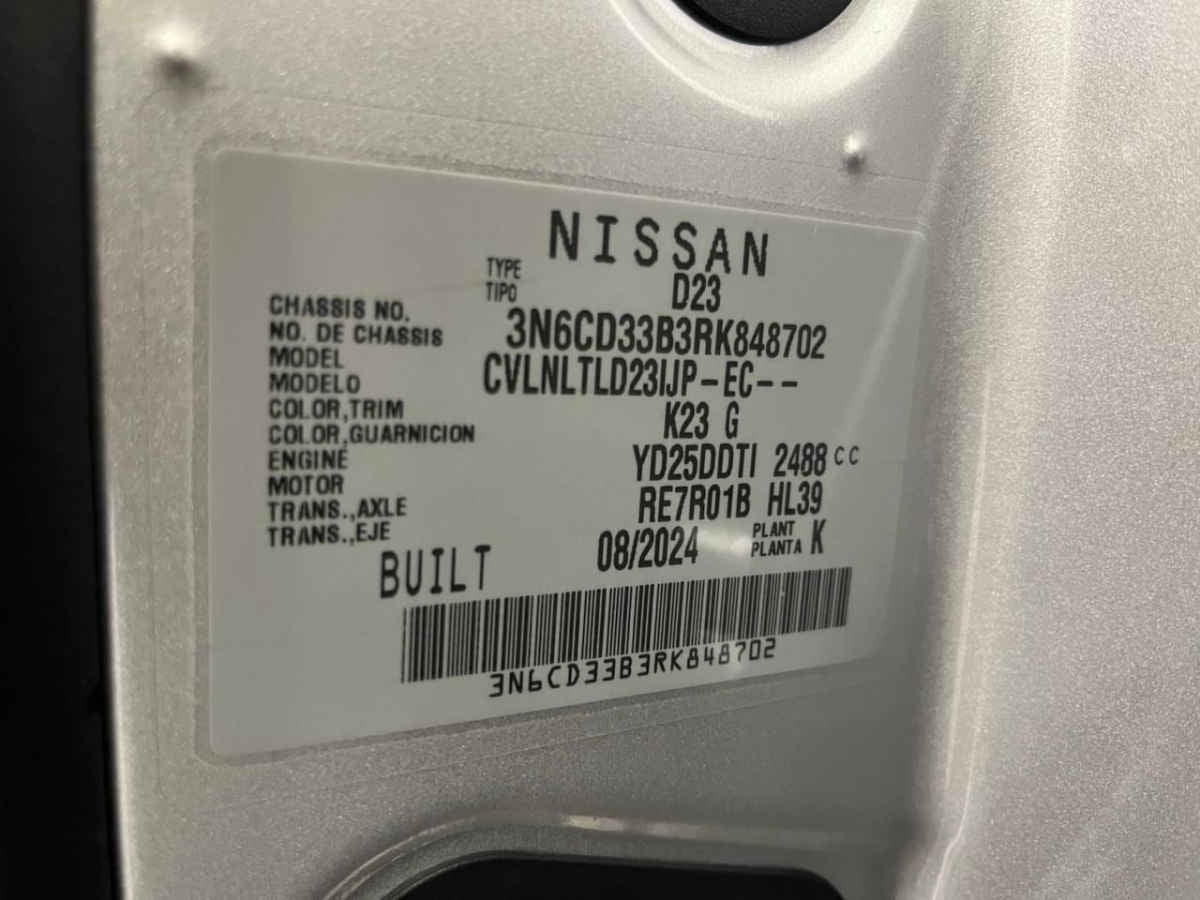 NISSAN
TYPE
TIPO D23
CHASSIS NO.
NO. DE CHASSIS 3N6CD33B3RK848702
MODEL
MODELO CVLNLTLD23IJP-EC--
COLOR,TRIM
COLOR,GUARNICION K23 G
ENGINE
MOTOR YD25DDTI 2488 CC
TRANS.,AXLE
TRANS.,EJE RE7R01B HL39
BUILT 08/2024 PLANT
PLANTA K
3N6CD33B3RK848702